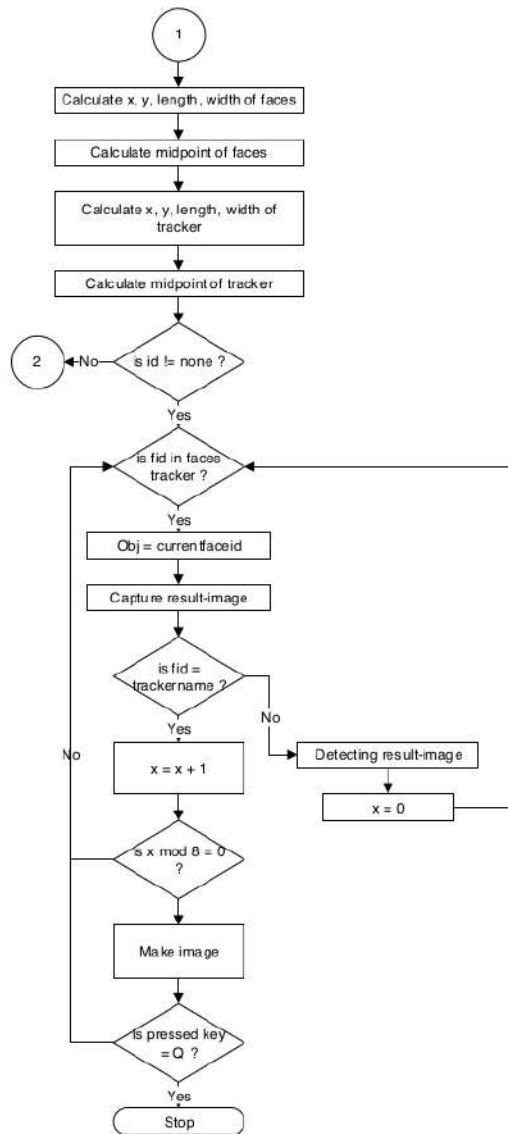 1
Calculate x, y, length, width of faces
Calculate midpoint of faces
Calculate x, y, length, width of
tracker
Calculate midpoint of tracker
2
No
is id != none ?
Yes
is fid in faces
tracker ?
Yes
Obj = currentfaceid
Capture result-image
is fid =
trackername ?
No
Yes
No
Detecting result-image
x = x + 1
x = 0
is x mod 8 = 0
?
Make image
Is pressed key
= Q ?
Yes
Stop